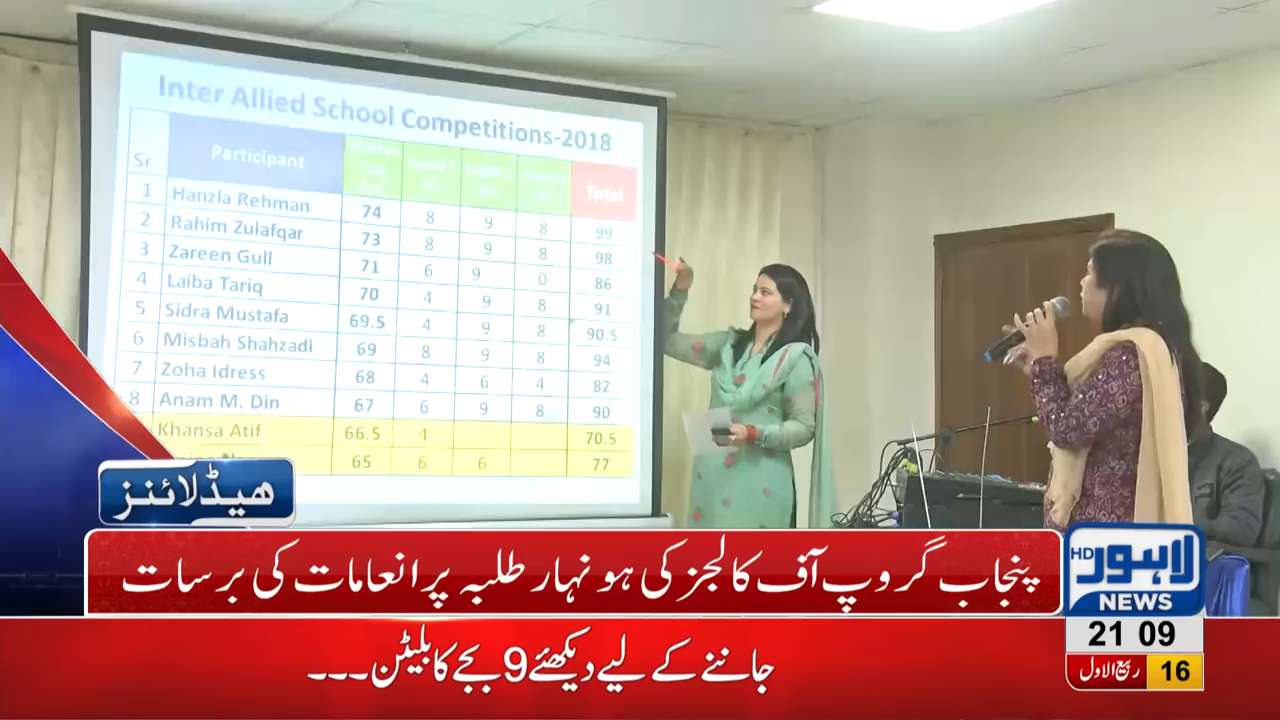 Inter Allied School Competitions-2018
Sr Participant Total
1 Hanzla Rehman 74 8 9 8 99
2 Rahim Zulafqar 73 8 9 8 98
3 Zareen Gull 71 6 9 0 86
4 Laiba Tariq 70 4 9 8 91
5 Sidra Mustafa 69.5 4 9 8 90.5
6 Misbah Shahzadi 69 8 9 8 94
7 Zoha Idress 68 4 6 4 82
8 Anam M. Din 67 6 9 8 90
Khansa Atif 66.5 4 70.5
65 6 6 77
ھیڈلائنز
پنجاب گروپ آف کالجز کی ہونہار طلبہ پر انعامات کی برسات
HD لاہور
NEWS
21 09
جاننے کے لیے دیکھئے 9 بجے کا بلیٹن ---
16 ربیع الاول